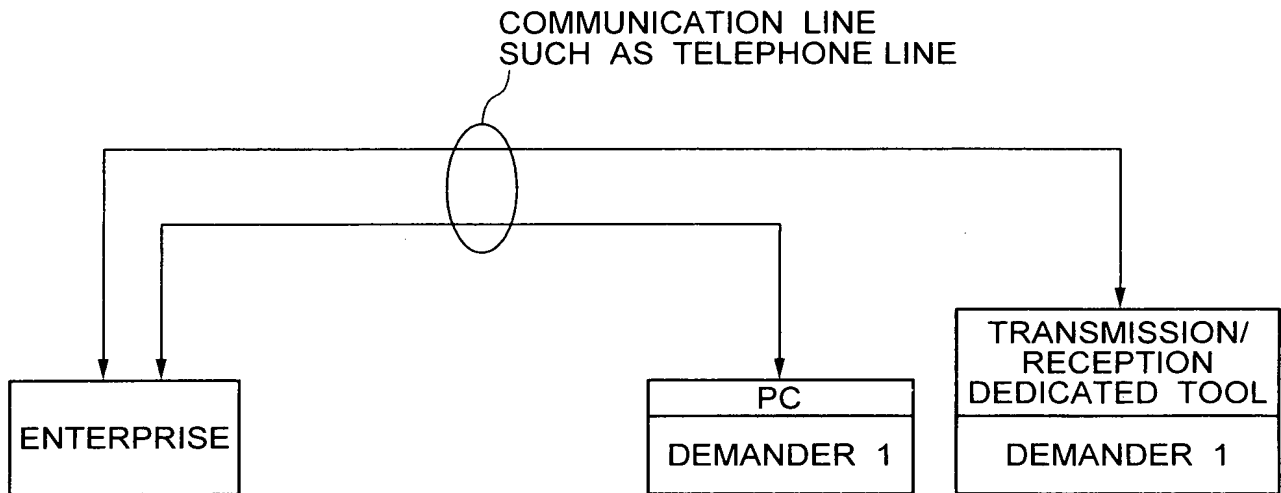 COMMUNICATION LINE
SUCH AS TELEPHONE LINE
ENTERPRISE
PC
DEMANDER 1
TRANSMISSION/
RECEPTION
DEDICATED TOOL
DEMANDER 1